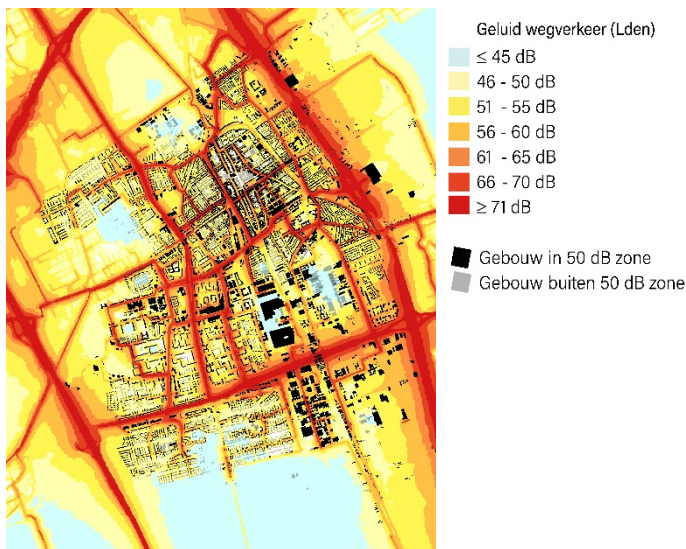 Geluid wegverkeer (Lden)
≤ 45 dB
46 - 50 dB
51 - 55 dB
56 - 60 dB
61 - 65 dB
66 - 70 dB
≥ 71 dB
Gebouw in 50 dB zone
Gebouw buiten 50 dB zone